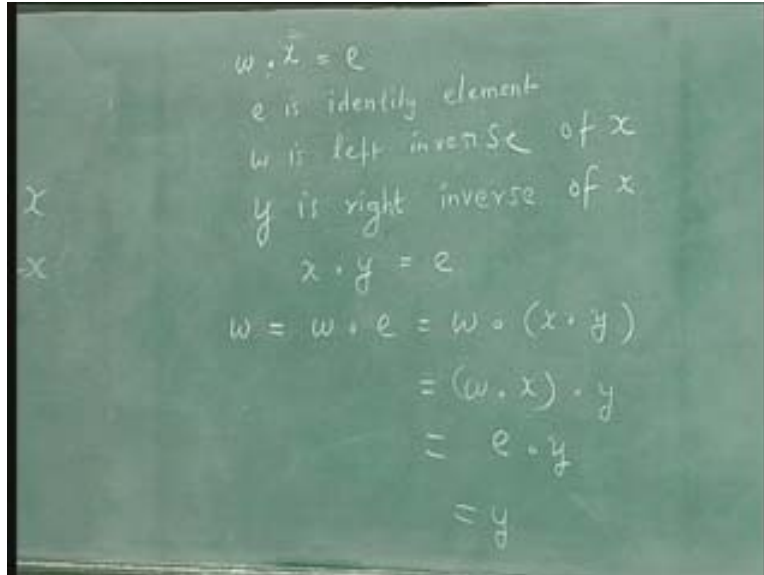 w . x = e
e is identity element
w is left inverse of x
x
y is right inverse of x
-x
x . y = e
w = w . e = w . (x . y)
= (w . x) . y
= e . y
= y